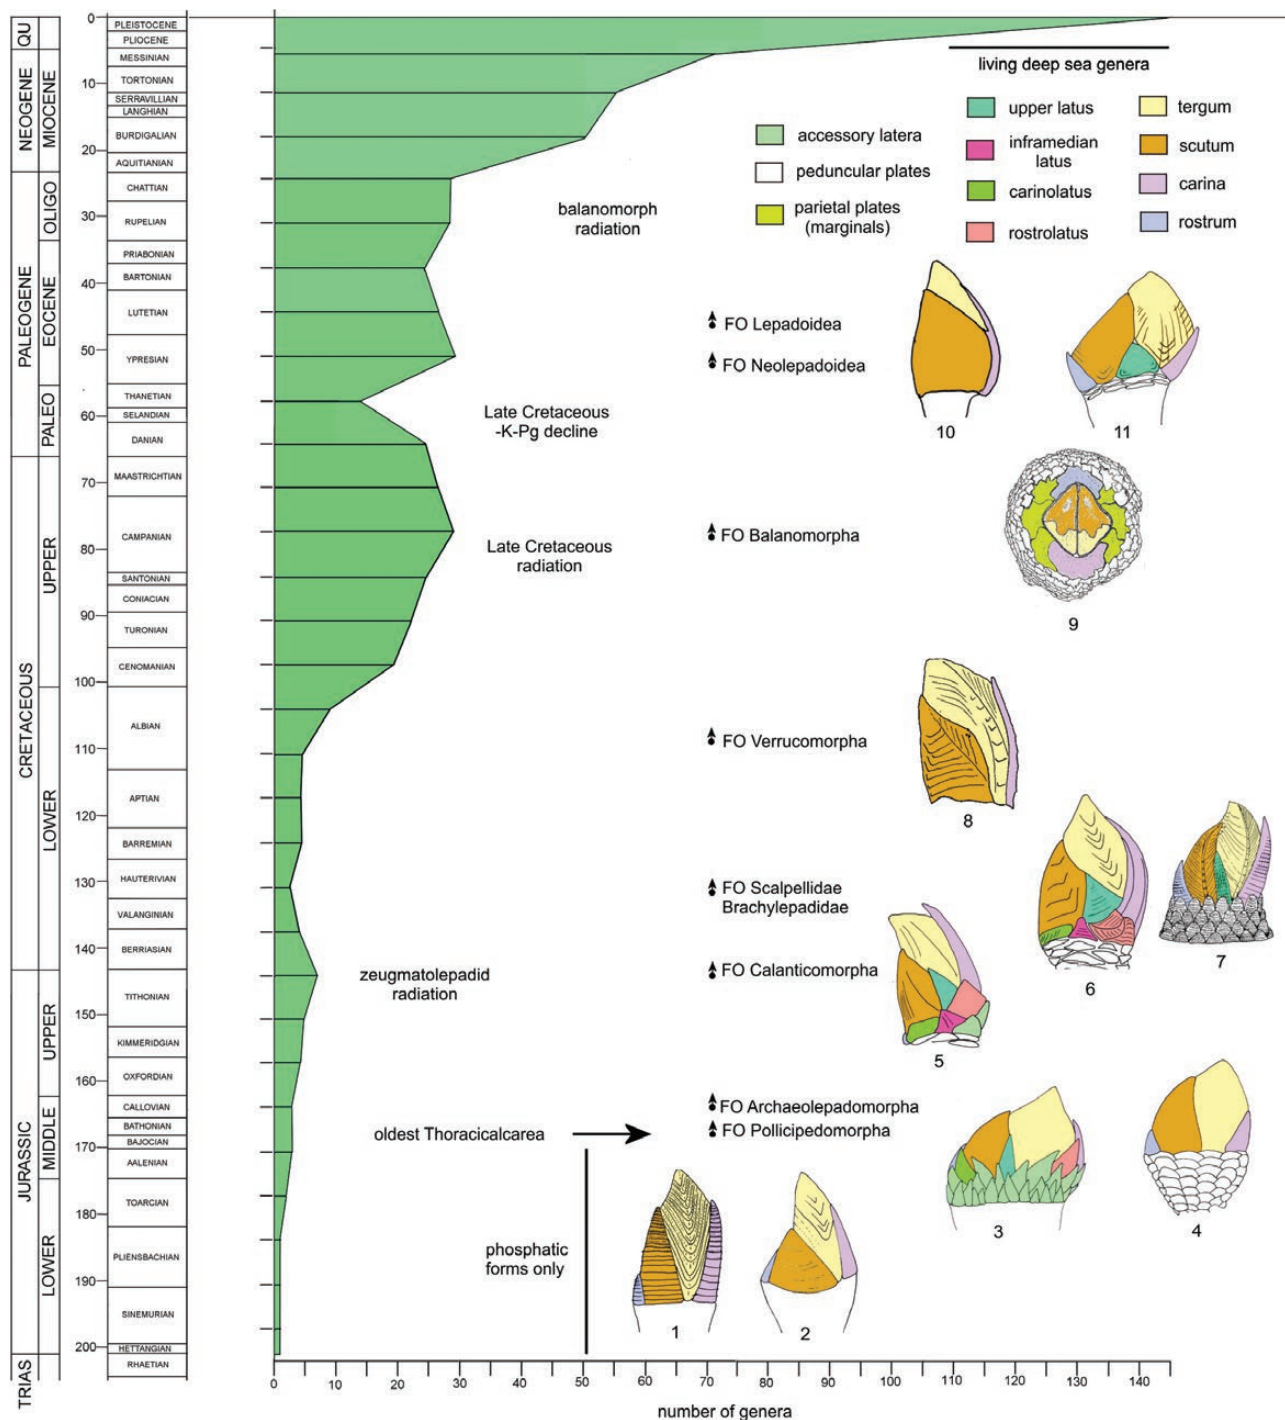 QU
NEOGENE
PALEOGENE
CRETACEOUS
JURASSIC
TRIAS
MIOCENE
OLIGO
EOCENE
PALEO
UPPER
LOWER
UPPER
MIDDLE
LOWER
0
10
20
30
40
50
60
70
80
90
100
110
120
130
140
150
160
170
180
190
200
PLEISTOCENE
PLIOCENE
MESSINIAN
TORTONIAN
SERRAVILLIAN
LANGHIAN
BURDIGALIAN
AQUITIANIAN
CHATTIAN
RUPELIAN
PRIABONIAN
BARTONIAN
LUTETIAN
YPRESIAN
THANETIAN
SELANDIAN
DANIAN
MAASTRICHTIAN
CAMPANIAN
SANTONIAN
CONIACIAN
TURONIAN
CENOMANIAN
ALBIAN
APTIAN
BARREMIAN
HAUTERIVIAN
VALANGINIAN
BERRIASIAN
TITHONIAN
KIMMERIDGIAN
OXFORDIAN
CALLOVIAN
BATHONIAN
BAJOCIAN
AALENIAN
TOARCIAN
PLIENSBACHIAN
SINEMURIAN
HETTANGIAN
RHAETIAN
living deep sea genera
accessory latera
peduncular plates
parietal plates
(marginals)
upper latus
inframedian
latus
carinolatus
rostrolatus
tergum
scutum
carina
rostrum
balanomorph
radiation
FO Lepadoidea
FO Neolepadoidea
10
11
Late Cretaceous
-K-Pg decline
Late Cretaceous
radiation
FO Balanomorpha
9
FO Verrucomorpha
8
FO Scalpellidae
Brachylepadidae
6
7
zeugmatolepadid
radiation
FO Calanticomorpha
5
oldest Thoracicalcarea
FO Archaeolepadomorpha
FO Pollicipedomorpha
3
4
phosphatic
forms only
1
2
0
10
20
30
40
50
60
70
80
90
100
110
120
130
140
number of genera